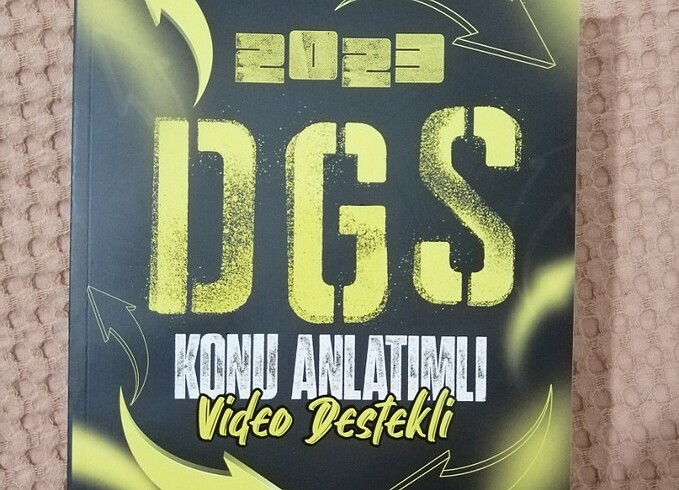 2023
DGS
KONU ANLATIMLI
Video Destekli